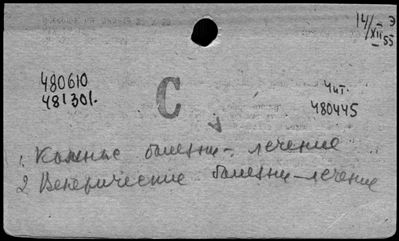 14/XII-55 Э
480610
481301.
С
Чит.
480445
1. Кожные болезни - лечение
2. Венерические болезни - лечение